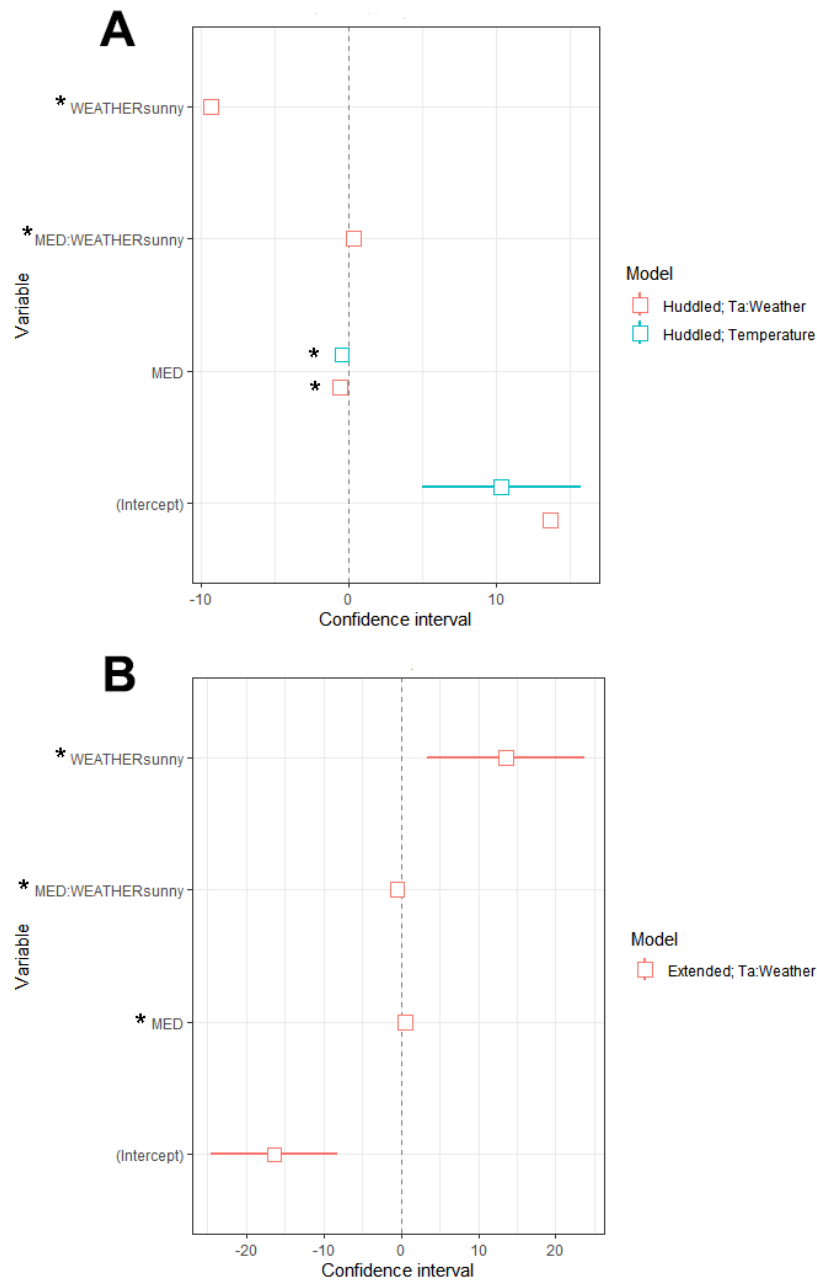 A
* WEATHERsunny
* MED:WEATHERsunny
*
MED
*
(Intercept)
Variable
-10 0 10
Confidence interval
Model
Huddled; Ta:Weather
Huddled; Temperature
B
* WEATHERsunny
* MED:WEATHERsunny
* MED
(Intercept)
Variable
-20 -10 0 10 20
Confidence interval
Model
Extended; Ta:Weather